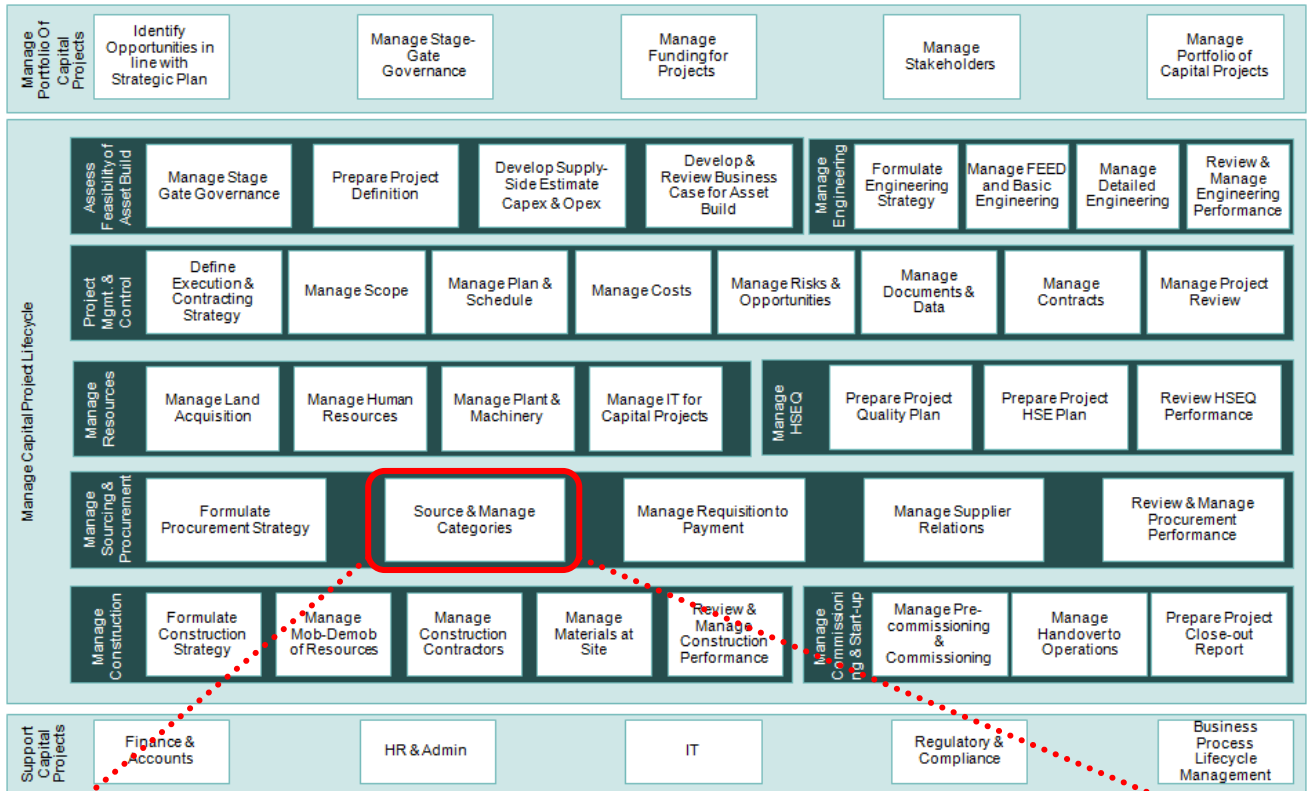 Manage
Portfolio Of
Capital
Projects
Identify
Opportunities in
line with
Strategic Plan
Manage Stage-
Gate
Governance
Manage
Funding for
Projects
Manage
Stakeholders
Manage
Portfolio of
Capital Projects
Manage Capital Project Lifecycle
Assess
Feasibility of
Asset Build
Manage Stage
Gate Governance
Prepare Project
Definition
Develop Supply-
Side Estimate
Capex & Opex
Develop &
Review Business
Case for Asset
Build
Manage
Engineering
Formulate
Engineering
Strategy
Manage FEED
and Basic
Engineering
Manage
Detailed
Engineering
Review &
Manage
Engineering
Performance
Project
Mgmt. &
Control
Define
Execution &
Contracting
Strategy
Manage Scope
Manage Plan &
Schedule
Manage Costs
Manage Risks &
Opportunities
Manage
Documents &
Data
Manage
Contracts
Manage Project
Review
Manage
Resources
Manage Land
Acquisition
Manage Human
Resources
Manage Plant &
Machinery
Manage IT for
Capital Projects
Manage
HSEQ
Prepare Project
Quality Plan
Prepare Project
HSE Plan
Review HSEQ
Performance
Manage
Sourcing &
Procurement
Formulate
Procurement Strategy
Source & Manage
Categories
Manage Requisition to
Payment
Manage Supplier
Relations
Review & Manage
Procurement
Performance
Manage
Construction
Formulate
Construction
Strategy
Manage
Mob-Demob
of Resources
Manage
Construction
Contractors
Manage
Materials at
Site
Review &
Manage
Construction
Performance
Manage
Commissioni
ng & Start-up
Manage Pre-
commissioning
&
Commissioning
Manage
Handover to
Operations
Prepare Project
Close-out
Report
Support
Capital
Projects
Finance &
Accounts
HR & Admin
IT
Regulatory &
Compliance
Business
Process
Lifecycle
Management